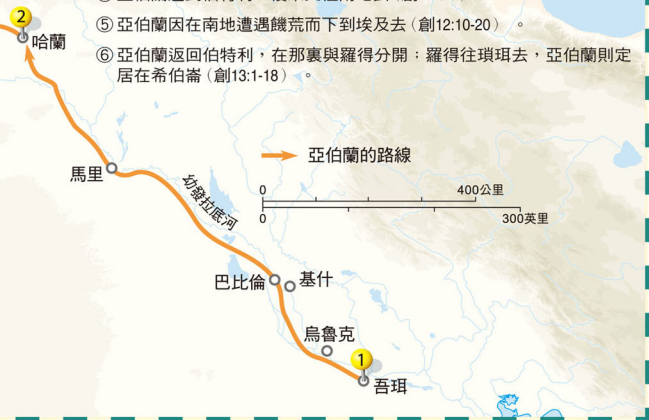 ⑤ 亞伯蘭因在南地遭遇饑荒而下到埃及去（創12:10-20）。
⑥ 亞伯蘭返回伯特利，在那裏與羅得分開；羅得往瑣珥去，亞伯蘭則定
居在希伯崙（創13:1-18）。
2
哈蘭
亞伯蘭的路線
馬里
幼發拉底河
0 400公里
0 300英里
巴比倫
基什
烏魯克
1
吾珥